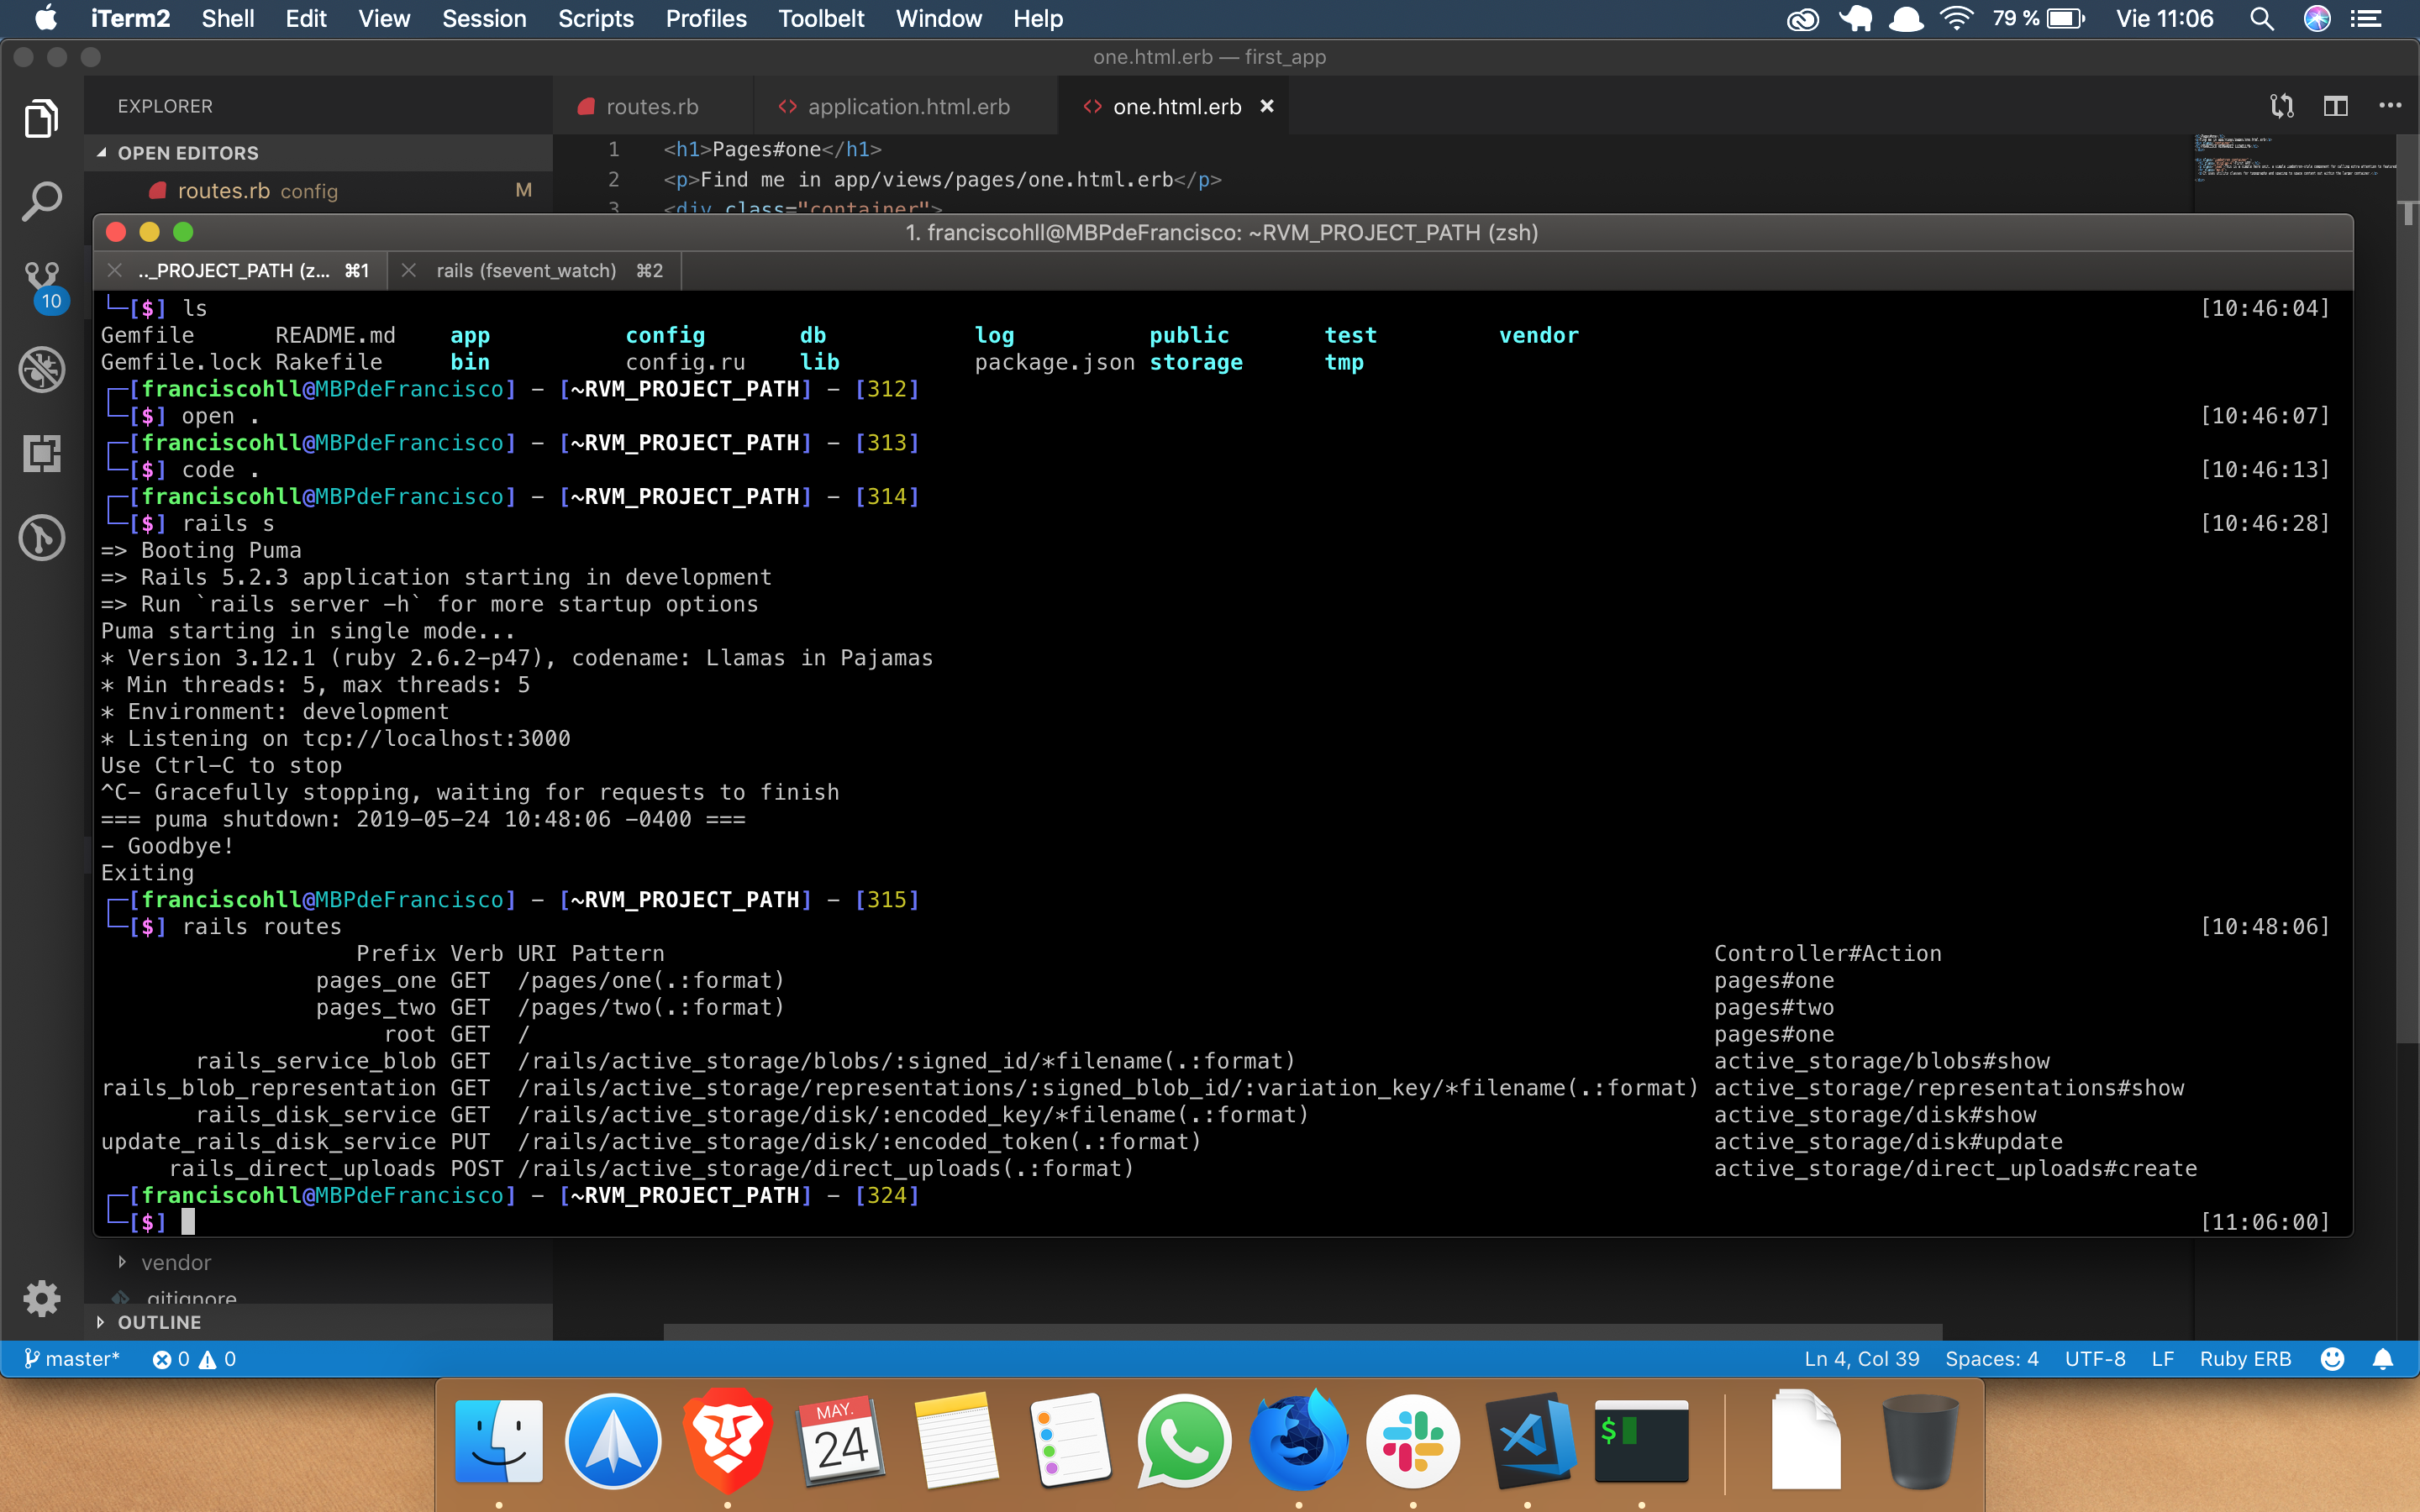 iTerm2 Shell Edit View Session Scripts Profiles Toolbelt Window Help 79 % Vie 11:06
one.html.erb — first_app
EXPLORER routes.rb application.html.erb one.html.erb
OPEN EDITORS
routes.rb config M
1 <h1>Pages#one</h1>
2 <p>Find me in app/views/pages/one.html.erb</p>
3 <div class="container">
10
1. franciscohll@MBPdeFrancisco: ~RVM_PROJECT_PATH (zsh)
.._PROJECT_PATH (z... ⌘1 rails (fsevent_watch) ⌘2
└─[$] ls [10:46:04]
Gemfile README.md app config db log public test vendor
Gemfile.lock Rakefile bin config.ru lib package.json storage tmp
┌─[franciscohll@MBPdeFrancisco] - [~RVM_PROJECT_PATH] - [312]
└─[$] open . [10:46:07]
┌─[franciscohll@MBPdeFrancisco] - [~RVM_PROJECT_PATH] - [313]
└─[$] code . [10:46:13]
┌─[franciscohll@MBPdeFrancisco] - [~RVM_PROJECT_PATH] - [314]
└─[$] rails s [10:46:28]
=> Booting Puma
=> Rails 5.2.3 application starting in development
=> Run `rails server -h` for more startup options
Puma starting in single mode...
* Version 3.12.1 (ruby 2.6.2-p47), codename: Llamas in Pajamas
* Min threads: 5, max threads: 5
* Environment: development
* Listening on tcp://localhost:3000
Use Ctrl-C to stop
^C- Gracefully stopping, waiting for requests to finish
=== puma shutdown: 2019-05-24 10:48:06 -0400 ===
- Goodbye!
Exiting
┌─[franciscohll@MBPdeFrancisco] - [~RVM_PROJECT_PATH] - [315]
└─[$] rails routes [10:48:06]
Prefix Verb URI Pattern Controller#Action
pages_one GET /pages/one(.:format) pages#one
pages_two GET /pages/two(.:format) pages#two
root GET / pages#one
rails_service_blob GET /rails/active_storage/blobs/:signed_id/*filename(.:format) active_storage/blobs#show
rails_blob_representation GET /rails/active_storage/representations/:signed_blob_id/:variation_key/*filename(.:format) active_storage/representations#show
rails_disk_service GET /rails/active_storage/disk/:encoded_key/*filename(.:format) active_storage/disk#show
update_rails_disk_service PUT /rails/active_storage/disk/:encoded_token(.:format) active_storage/disk#update
rails_direct_uploads POST /rails/active_storage/direct_uploads(.:format) active_storage/direct_uploads#create
┌─[franciscohll@MBPdeFrancisco] - [~RVM_PROJECT_PATH] - [324]
└─[$] [11:06:00]
vendor
.gitignore
OUTLINE
master* 0 0 Ln 4, Col 39 Spaces: 4 UTF-8 LF Ruby ERB
MAY.
24
$